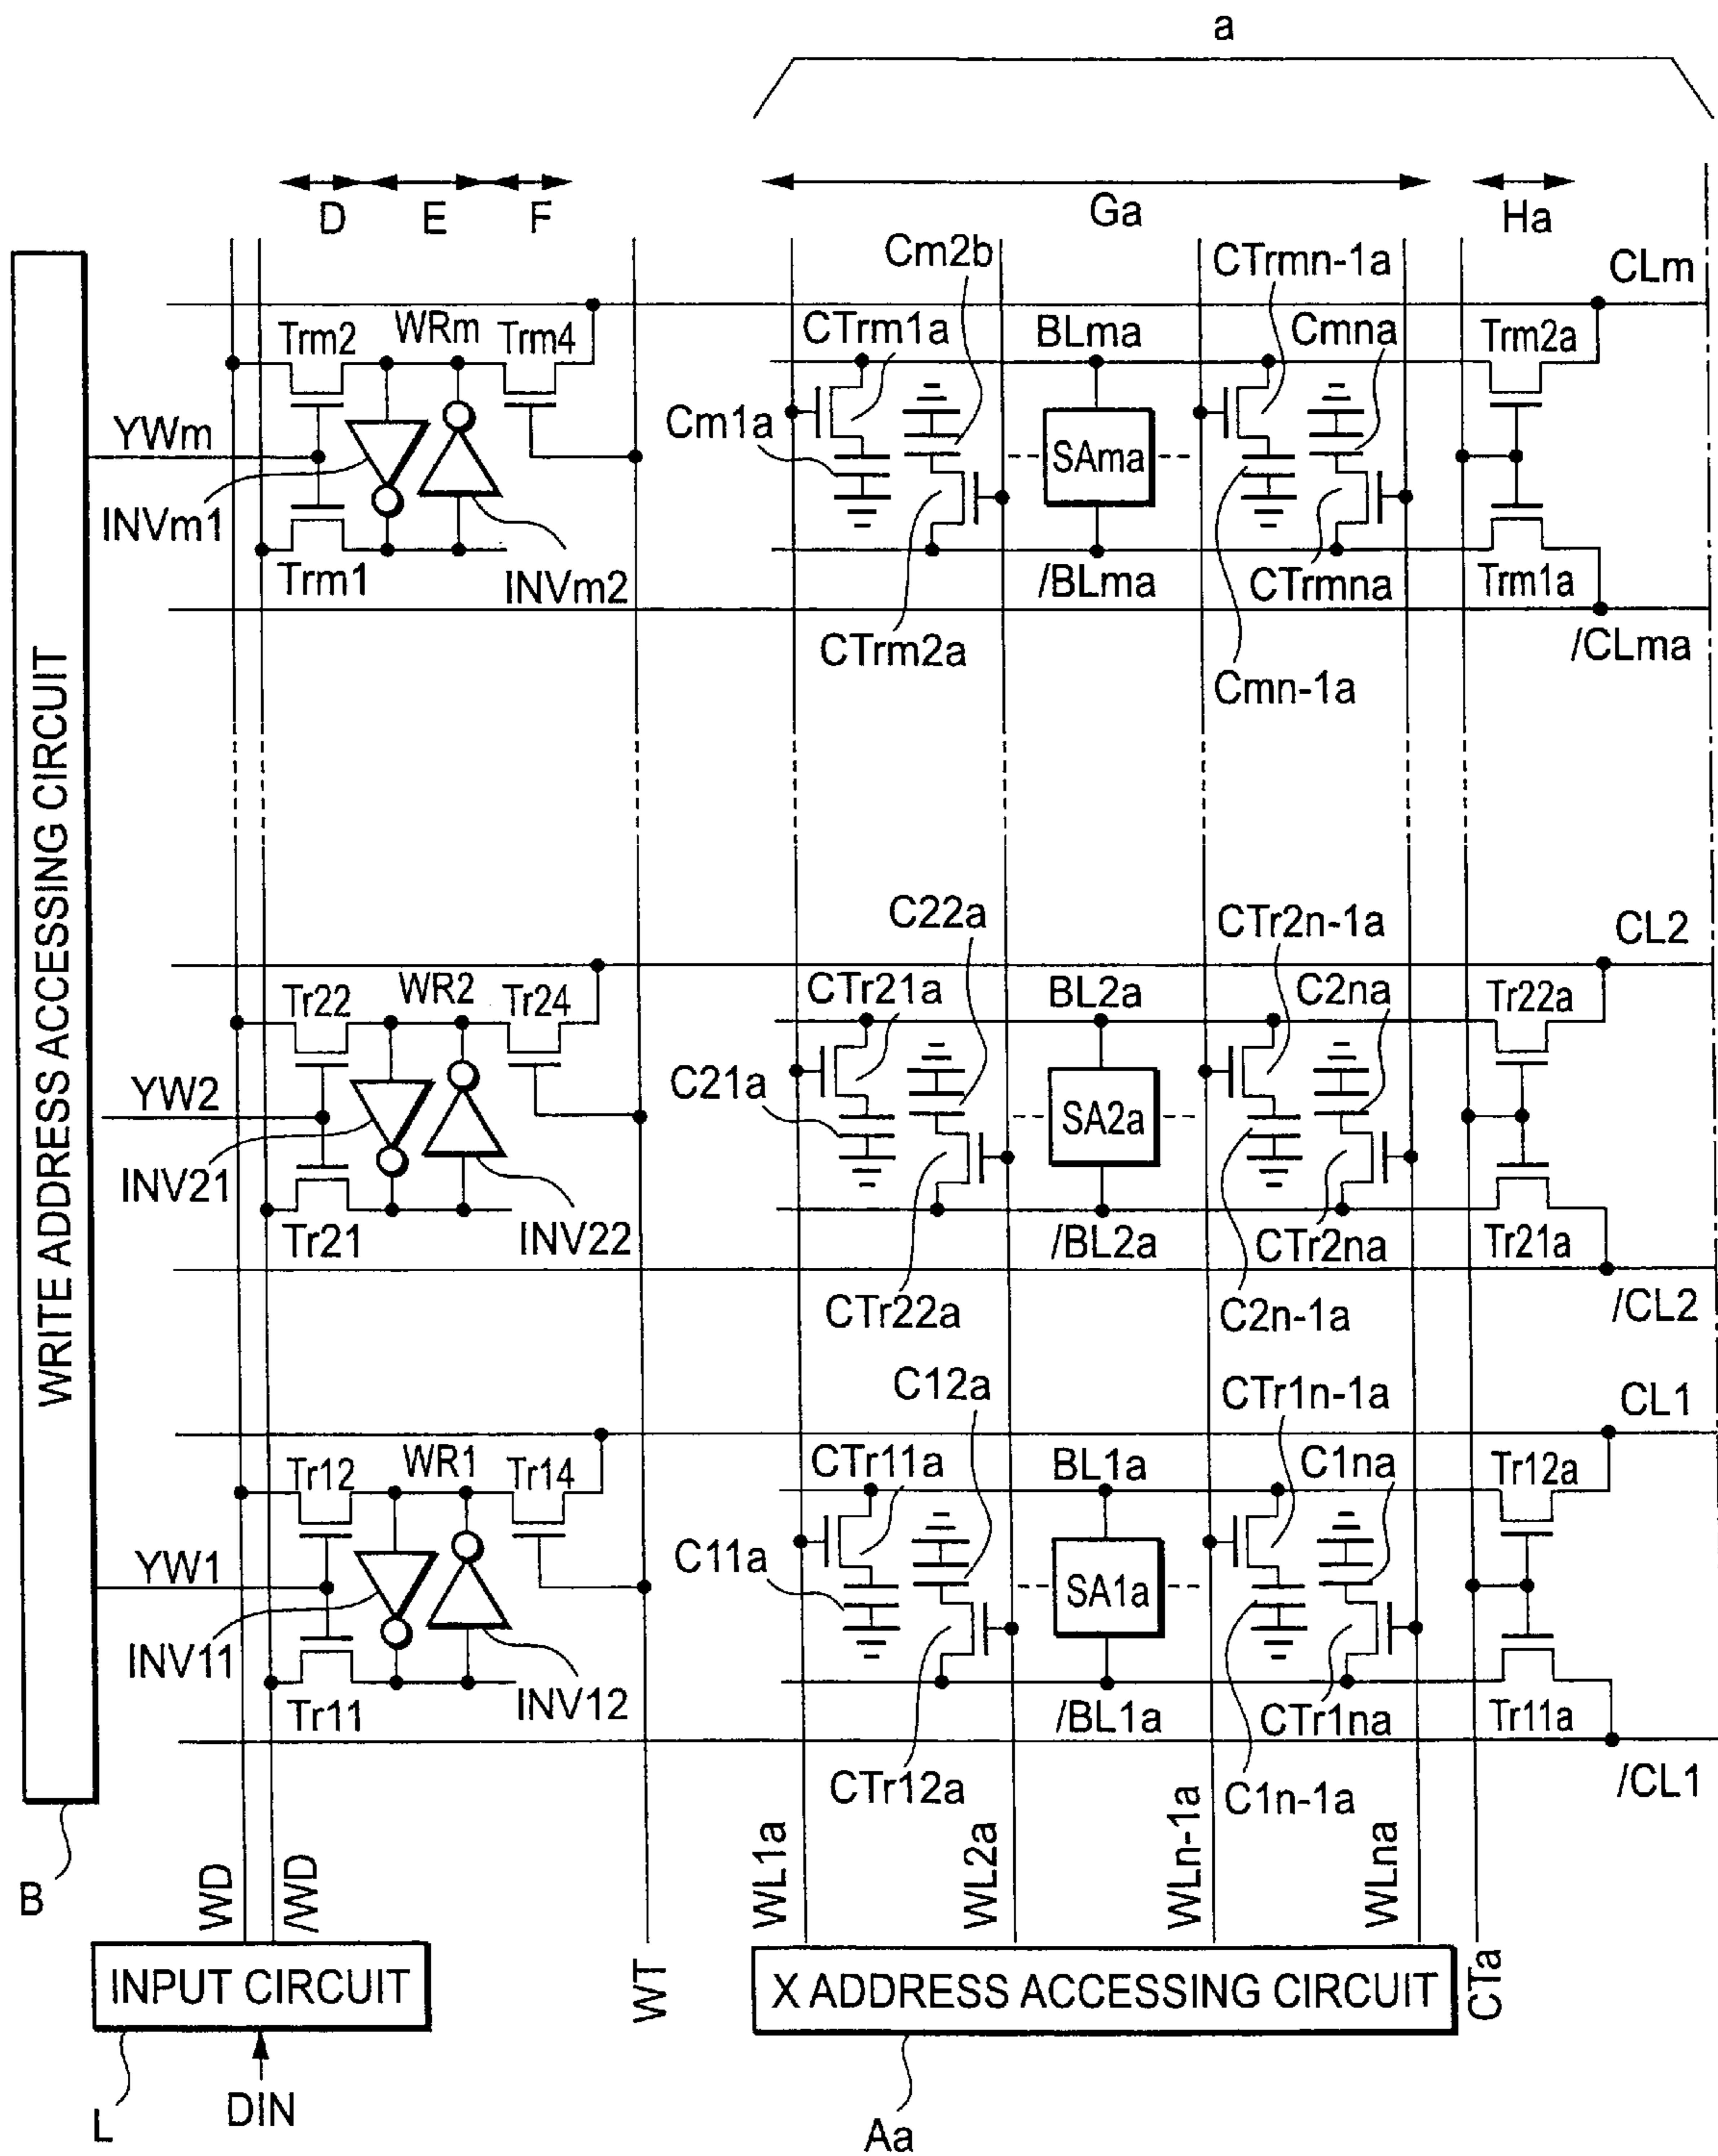 a
D E F Ga Ha
Cm2b CTrmn-1a CLm
Trm2 WRm Trm4 CTrm1a BLma Cmna Trm2a
YWm Cm1a SAma
INVm1
Trm1 INVm2 /BLma CTrmna Trm1a
CTrm2a /CLma
Cmn-1a
WRITE ADDRESS ACCESSING CIRCUIT
C22a CTr2n-1a CL2
Tr22 WR2 Tr24 CTr21a BL2a C2na Tr22a
YW2 C21a SA2a
INV21
Tr21 INV22 /BL2a CTr2na Tr21a
CTr22a C2n-1a /CL2
C12a CTr1n-1a CL1
Tr12 WR1 Tr14 CTr11a BL1a C1na Tr12a
YW1 C11a SA1a
INV11
Tr11 INV12 /BL1a CTr1na Tr11a
CTr12a C1n-1a /CL1
B WD /WD WT WL1a WL2a WLn-1a WLna CTa
INPUT CIRCUIT X ADDRESS ACCESSING CIRCUIT
L DIN Aa